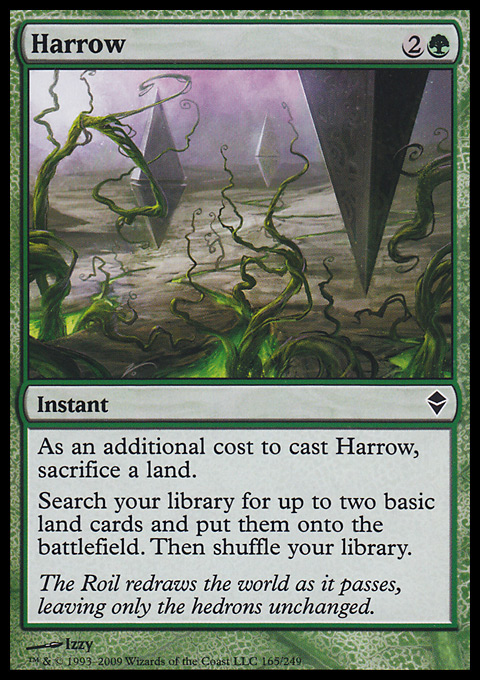 Harrow 2
Instant
As an additional cost to cast Harrow,
sacrifice a land.
Search your library for up to two basic
land cards and put them onto the
battlefield. Then shuffle your library.
The Roil redraws the world as it passes,
leaving only the hedrons unchanged.
Izzy
™ & © 1993–2009 Wizards of the Coast LLC 165/249